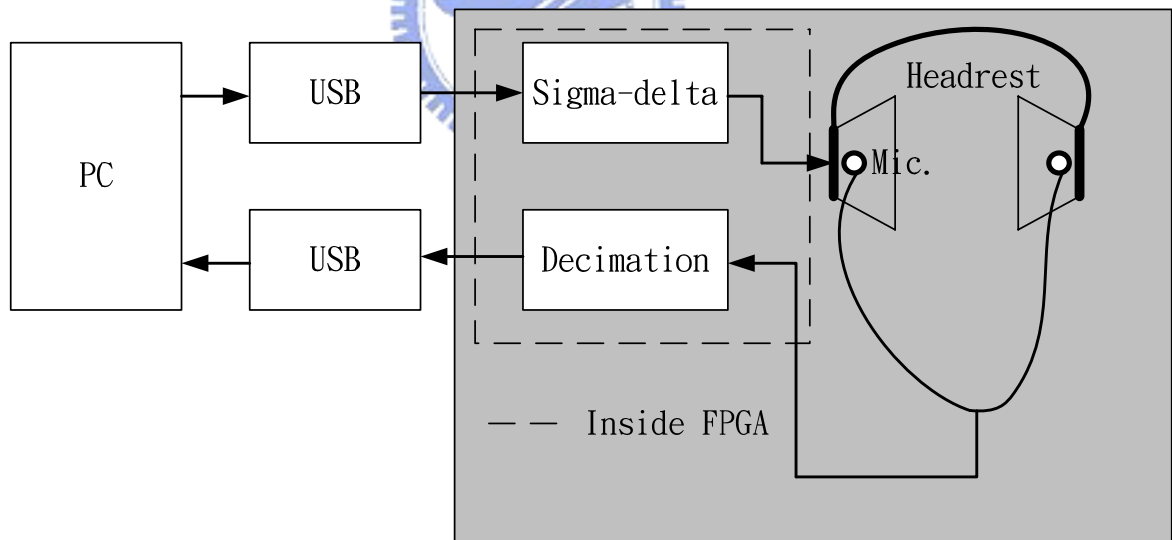 PC
USB
Sigma-delta
Headrest
Mic.
USB
Decimation
Inside FPGA